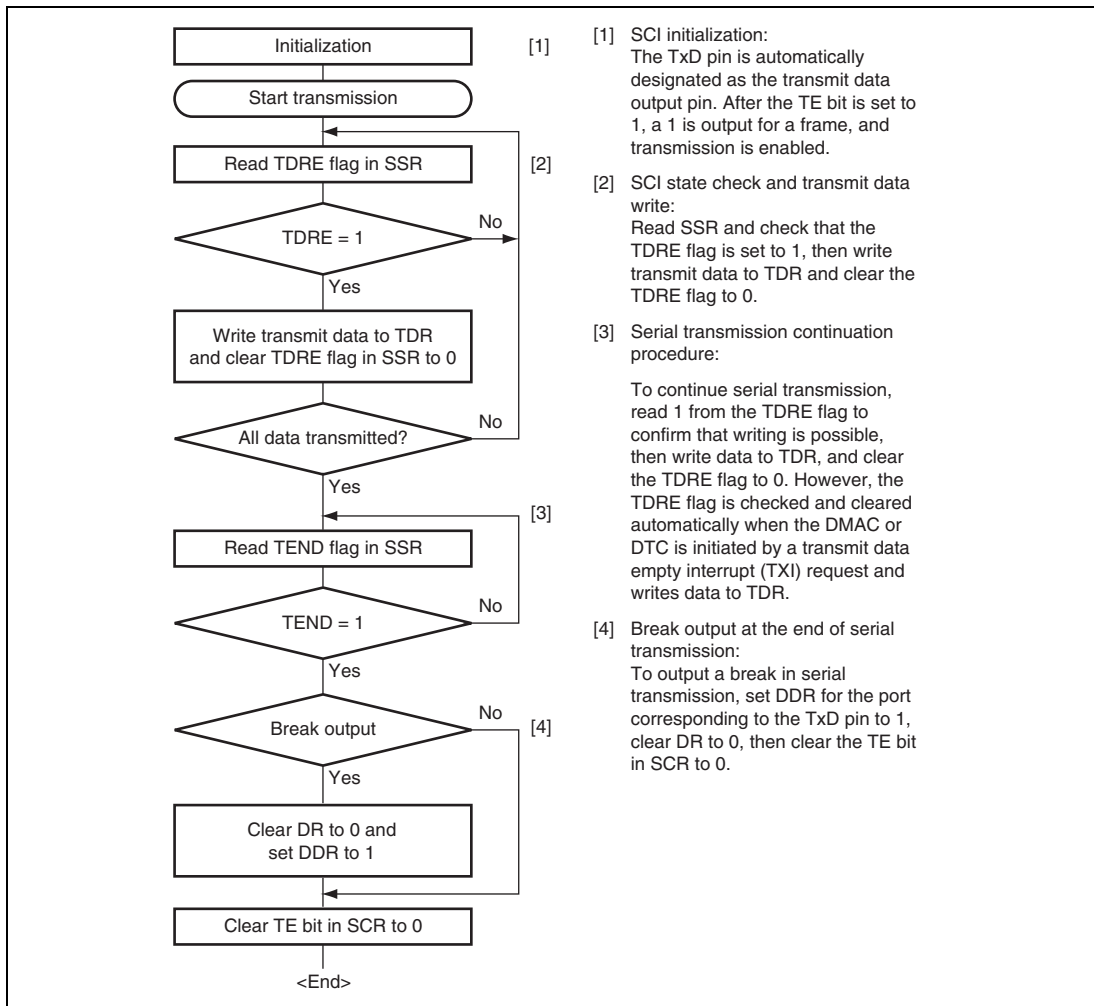 Initialization
[1]
Start transmission
Read TDRE flag in SSR
[2]
TDRE = 1
No
Yes
Write transmit data to TDR
and clear TDRE flag in SSR to 0
All data transmitted?
No
Yes
[3]
Read TEND flag in SSR
TEND = 1
No
Yes
Break output
No
[4]
Yes
Clear DR to 0 and
set DDR to 1
Clear TE bit in SCR to 0
<End>
[1] SCI initialization:
The TxD pin is automatically
designated as the transmit data
output pin. After the TE bit is set to
1, a 1 is output for a frame, and
transmission is enabled.
[2] SCI state check and transmit data
write:
Read SSR and check that the
TDRE flag is set to 1, then write
transmit data to TDR and clear the
TDRE flag to 0.
[3] Serial transmission continuation
procedure:
To continue serial transmission,
read 1 from the TDRE flag to
confirm that writing is possible,
then write data to TDR, and clear
the TDRE flag to 0. However, the
TDRE flag is checked and cleared
automatically when the DMAC or
DTC is initiated by a transmit data
empty interrupt (TXI) request and
writes data to TDR.
[4] Break output at the end of serial
transmission:
To output a break in serial
transmission, set DDR for the port
corresponding to the TxD pin to 1,
clear DR to 0, then clear the TE bit
in SCR to 0.